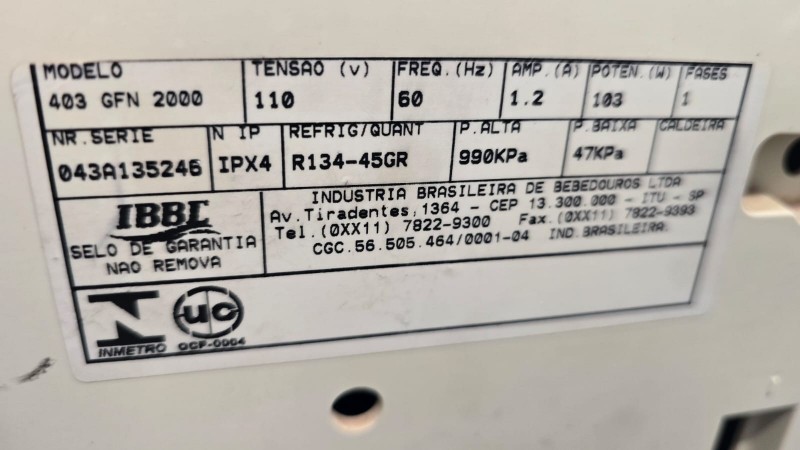 MODELO TENSAO (v) FREQ.(Hz) AMP.(A) POTEN.(W) FASES
403 GFN 2000 110 60 1.2 103 1
NR.SERIE N IP REFRIG/QUANT P.ALTA P.BAIXA CALDEIRA
043A135246 IPX4 R134-45GR 990KPa 47KPa
IBBL
SELO DE GARANTIA
NAO REMOVA
INDUSTRIA BRASILEIRA DE BEBEDOUROS LTDA
Av.Tiradentes,1364 - CEP 13.300.000 - ITU - SP
Tel.(0XX11) 7822-9300 Fax.(0XX11) 7822-9393
CGC.56.505.464/0001-04 IND.BRASILEIRA.
UC
INMETRO OCP-0004